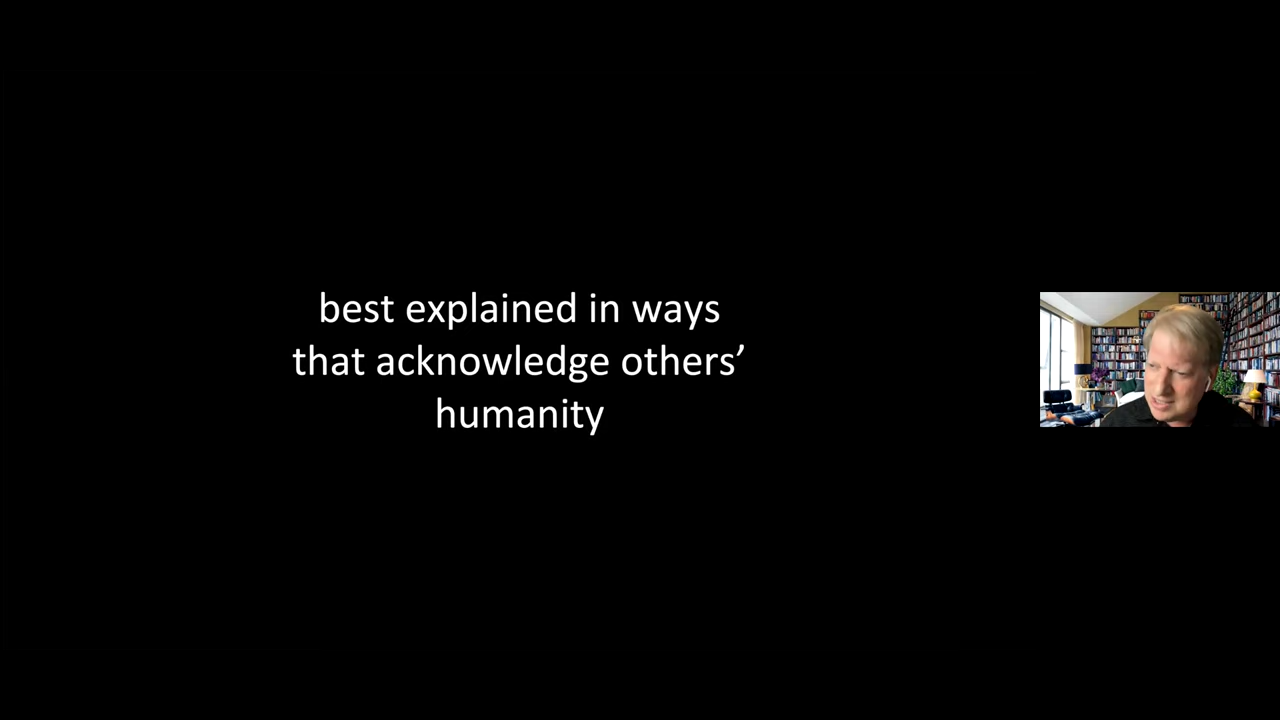 best explained in ways
that acknowledge others’
humanity